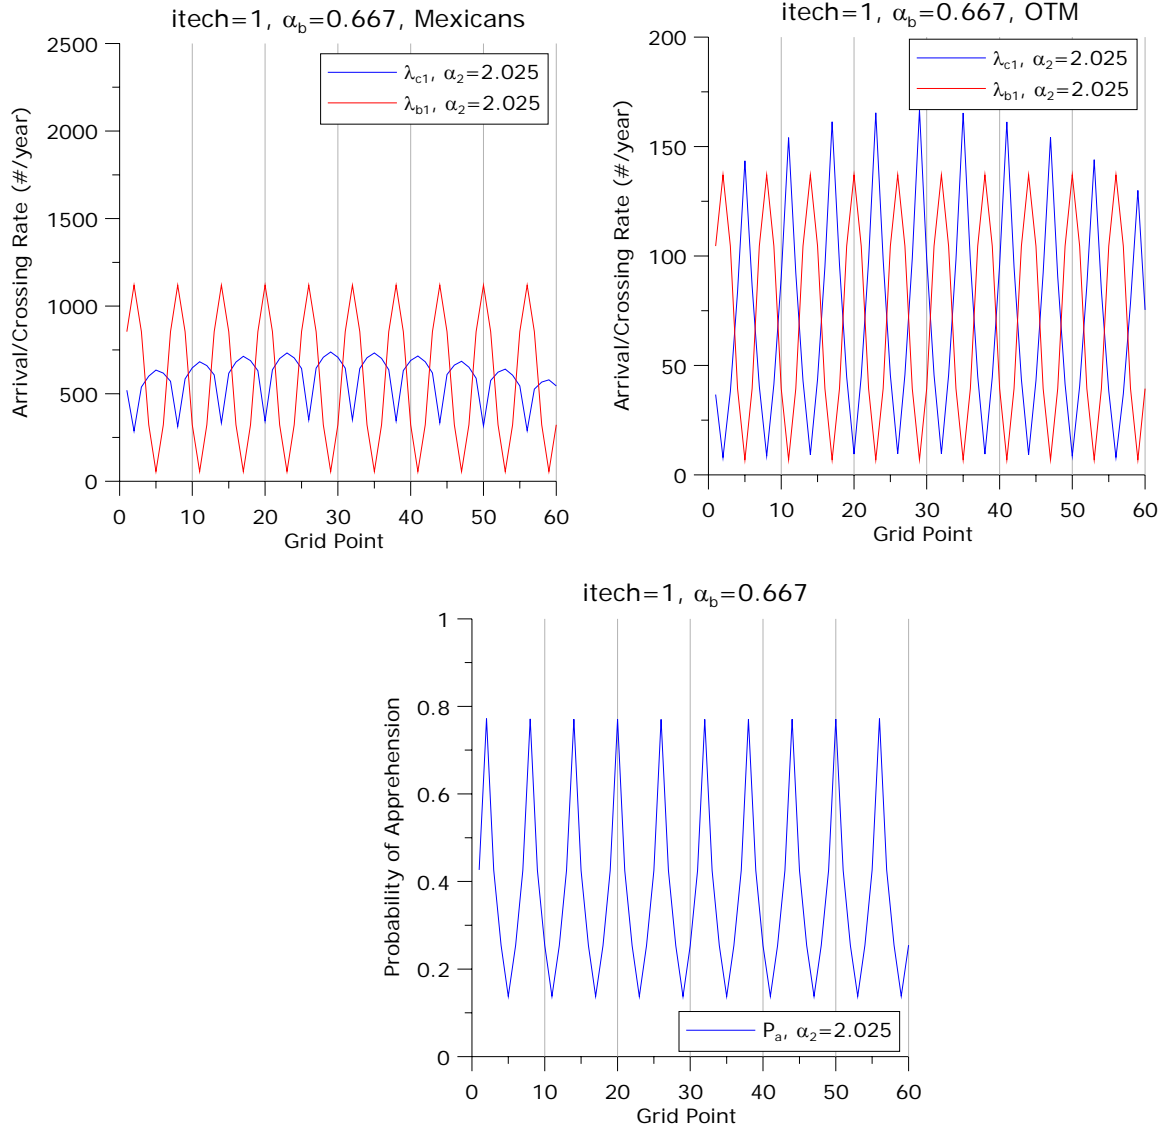 itech=1, αb=0.667, Mexicans
2500
2000
1500
1000
500
0
Arrival/Crossing Rate (#/year)
λc1, α2=2.025
λb1, α2=2.025
0 10 20 30 40 50 60
Grid Point
itech=1, αb=0.667, OTM
200
150
100
50
0
Arrival/Crossing Rate (#/year)
λc1, α2=2.025
λb1, α2=2.025
0 10 20 30 40 50 60
Grid Point
itech=1, αb=0.667
1
0.8
0.6
0.4
0.2
0
Probability of Apprehension
Pa, α2=2.025
0 10 20 30 40 50 60
Grid Point